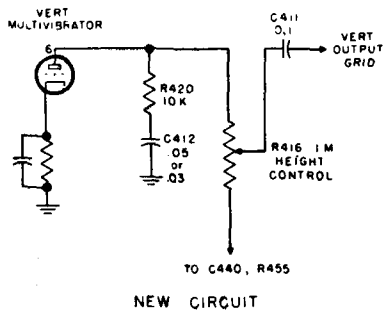 VERT
MULTIVIBRATOR
6
C411
0.1
VERT
OUTPUT
GRID
R420
10K
C412
.05
or
.03
R416 1M
HEIGHT
CONTROL
TO C440, R455
NEW CIRCUIT